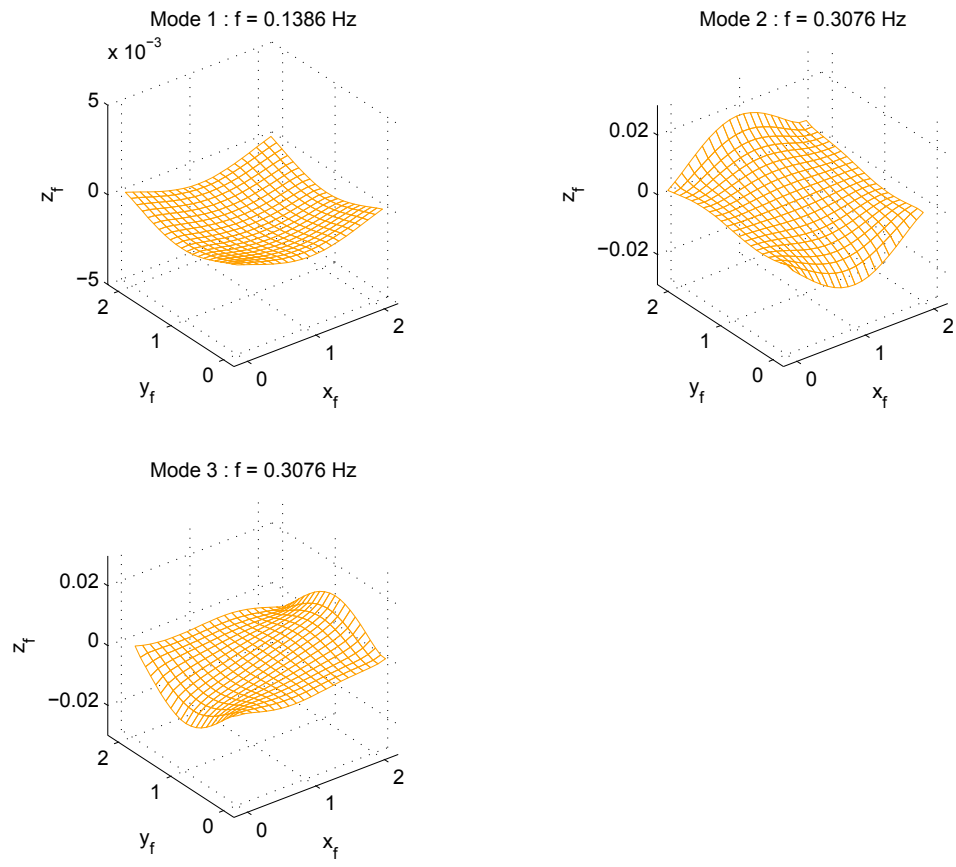 Mode 1 : f = 0.1386 Hz
x 10⁻³
5
0
−5
z_f
2
1
0
y_f
0
1
2
x_f
Mode 2 : f = 0.3076 Hz
0.02
0
−0.02
z_f
2
1
0
y_f
0
1
2
x_f
Mode 3 : f = 0.3076 Hz
0.02
0
−0.02
z_f
2
1
0
y_f
0
1
2
x_f